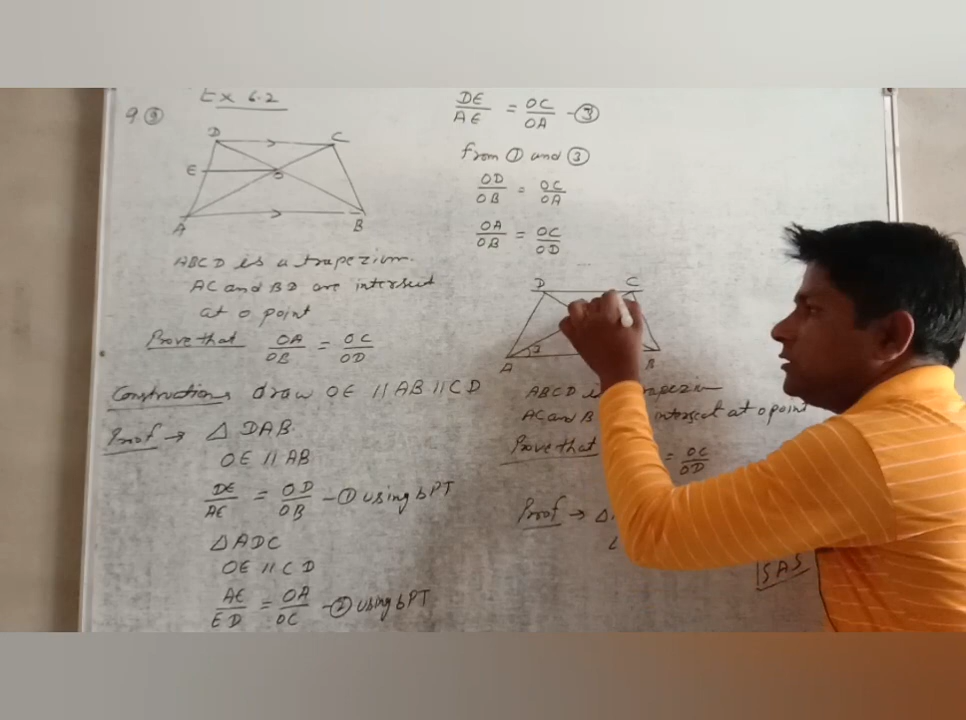 Ex 6.2
9 ③
D C
E O
A B
ABCD is a trapezium.
AC and BD are intersect
at o point
Prove that OA/OB = OC/OD
Constructions draw OE // AB // CD
Proof → △ DAB.
OE // AB
DE/AE = OD/OB - ① using bPT
△ ADC
OE // CD
AE/ED = OA/OC - ② using bPT
DE/AE = OC/OA - ③
from ① and ③
OD/OB = OC/OA
OA/OB = OC/OD
D C
A B
ABCD is trapezium
AC and B intersect at o point
Prove that = OC/OD
Proof → △
SAS